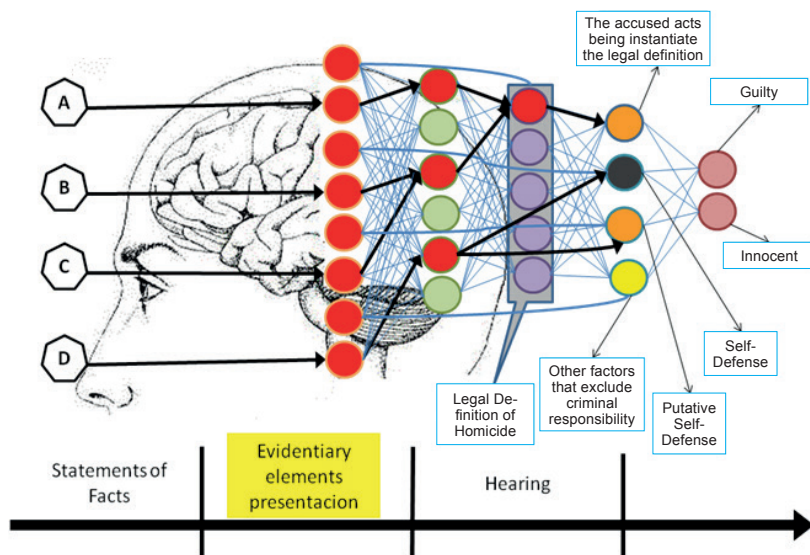 The accused acts
being instantiate
the legal definition
Guilty
A
B
C
D
Innocent
Self-
Defense
Legal De-
finition of
Homicide
Other factors
that exclude
criminal
responsibility
Putative
Self-
Defense
Statements of
Facts
Evidentiary
elements
presentacion
Hearing